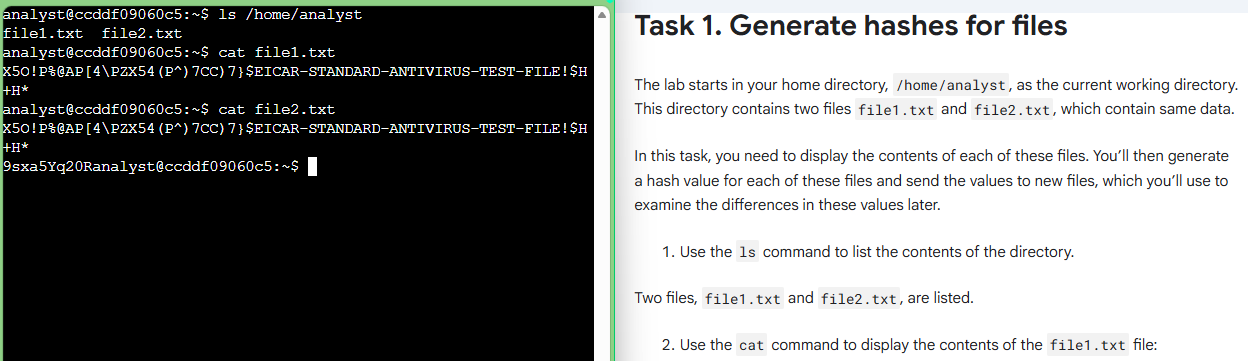 analyst@ccddf09060c5:~$ ls /home/analyst
file1.txt  file2.txt
analyst@ccddf09060c5:~$ cat file1.txt
X5O!P%@AP[4\PZX54(P^)7CC)7}$EICAR-STANDARD-ANTIVIRUS-TEST-FILE!$H
+H*
analyst@ccddf09060c5:~$ cat file2.txt
X5O!P%@AP[4\PZX54(P^)7CC)7}$EICAR-STANDARD-ANTIVIRUS-TEST-FILE!$H
+H*
9sxa5Yq20Ranalyst@ccddf09060c5:~$
Task 1. Generate hashes for files
The lab starts in your home directory, /home/analyst, as the current working directory.
This directory contains two files file1.txt and file2.txt, which contain same data.
In this task, you need to display the contents of each of these files. You’ll then generate
a hash value for each of these files and send the values to new files, which you’ll use to
examine the differences in these values later.
1. Use the ls command to list the contents of the directory.
Two files, file1.txt and file2.txt, are listed.
2. Use the cat command to display the contents of the file1.txt file: